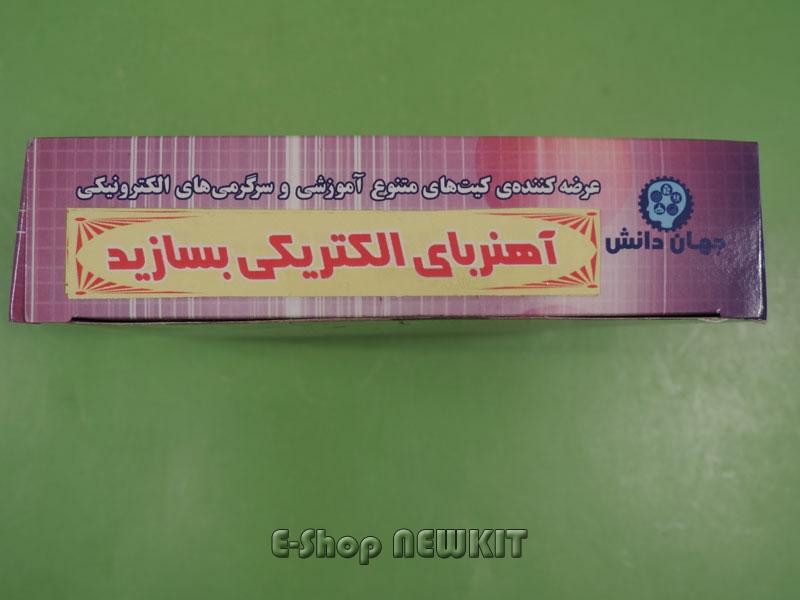 عرضه کننده‌ی کیت‌های متنوع آموزشی و سرگرمی‌های الکترونیکی
آهنربای الکتریکی بسازید
جهان دانش
E-Shop NEWKIT